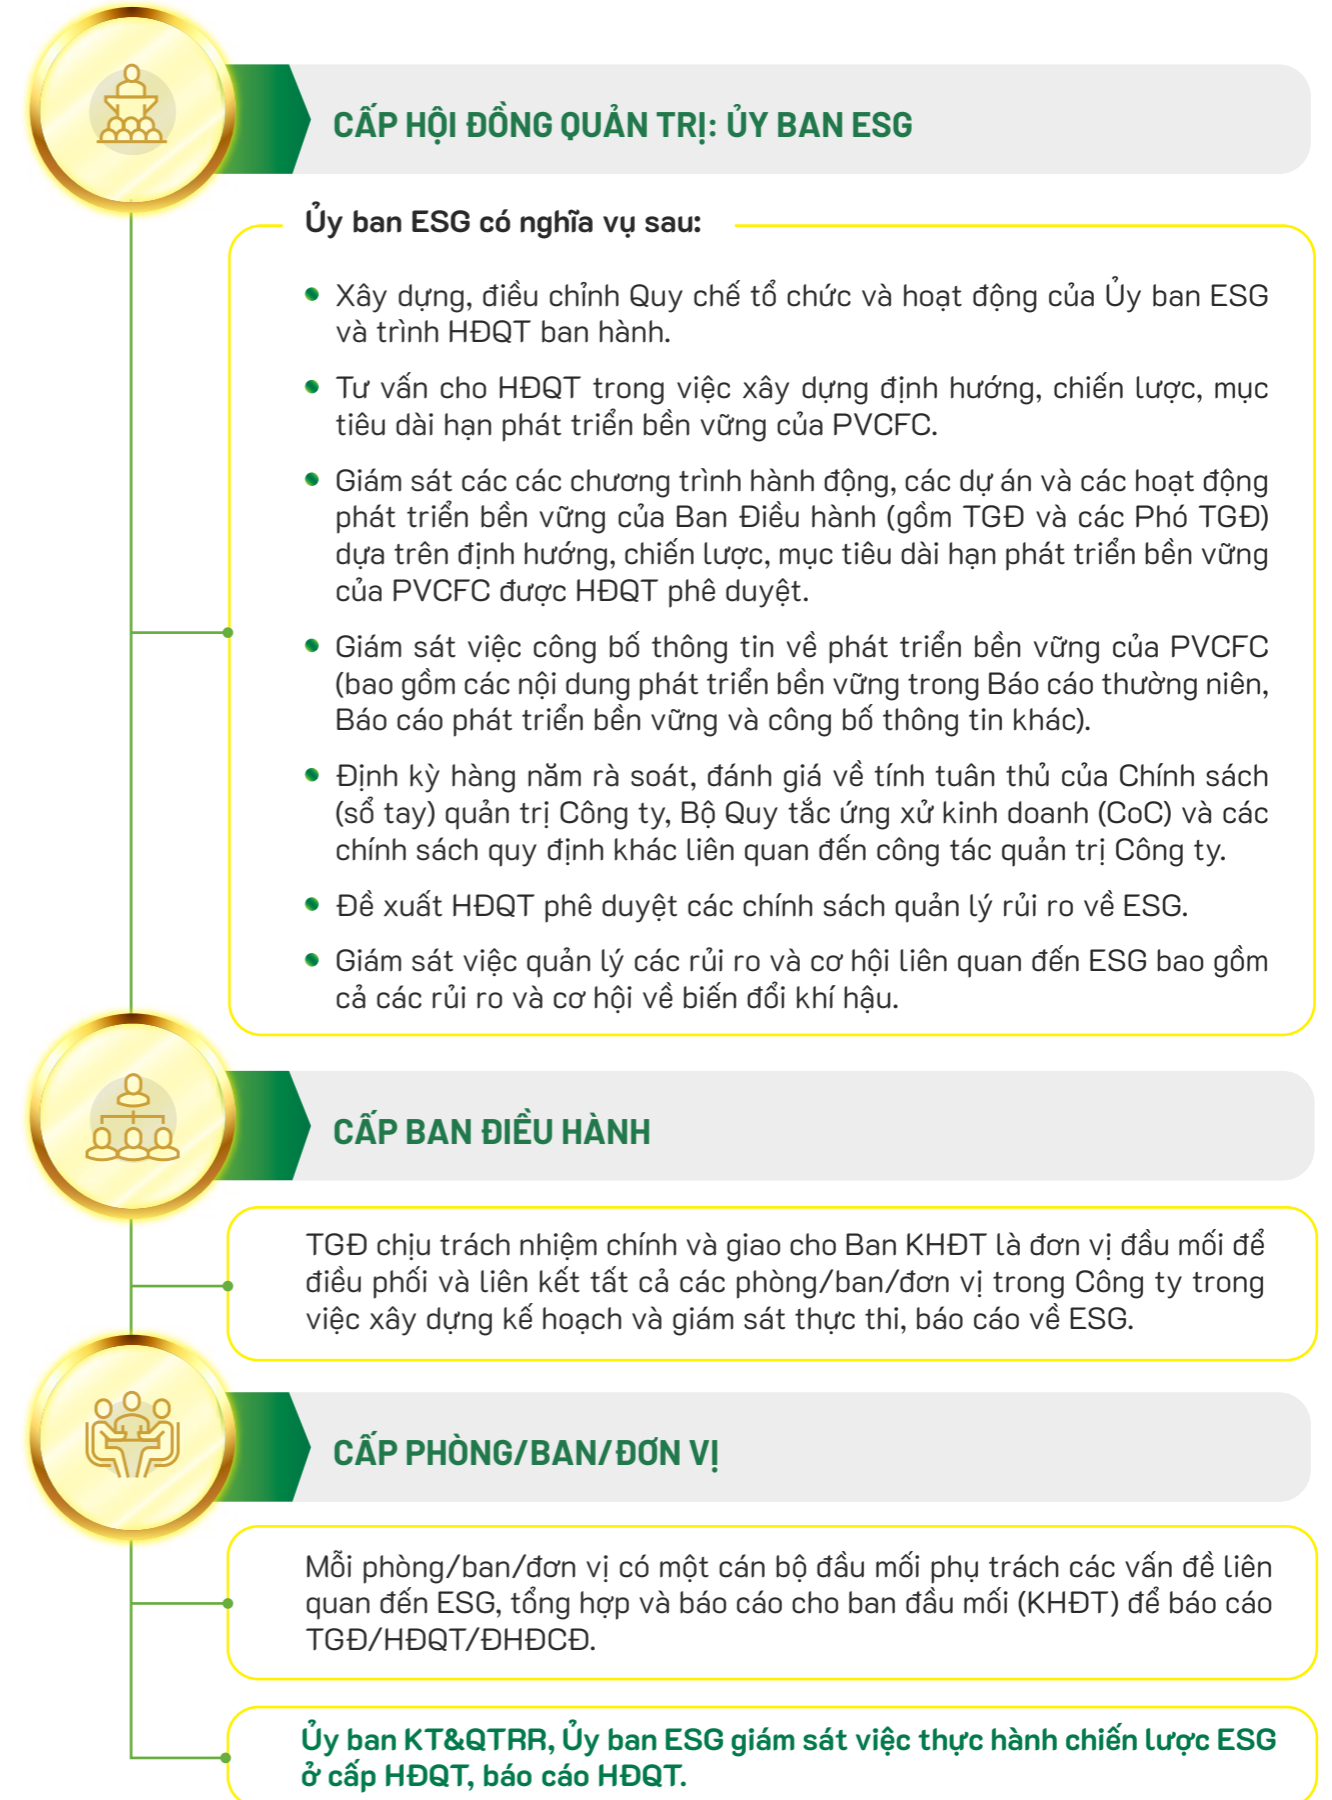 CẤP HỘI ĐỒNG QUẢN TRỊ: ỦY BAN ESG
Ủy ban ESG có nghĩa vụ sau:
Xây dựng, điều chỉnh Quy chế tổ chức và hoạt động của Ủy ban ESG
và trình HĐQT ban hành.
Tư vấn cho HĐQT trong việc xây dựng định hướng, chiến lược, mục
tiêu dài hạn phát triển bền vững của PVCFC.
Giám sát các các chương trình hành động, các dự án và các hoạt động
phát triển bền vững của Ban Điều hành (gồm TGĐ và các Phó TGĐ)
dựa trên định hướng, chiến lược, mục tiêu dài hạn phát triển bền vững
của PVCFC được HĐQT phê duyệt.
Giám sát việc công bố thông tin về phát triển bền vững của PVCFC
(bao gồm các nội dung phát triển bền vững trong Báo cáo thường niên,
Báo cáo phát triển bền vững và công bố thông tin khác).
Định kỳ hàng năm rà soát, đánh giá về tính tuân thủ của Chính sách
(sổ tay) quản trị Công ty, Bộ Quy tắc ứng xử kinh doanh (CoC) và các
chính sách quy định khác liên quan đến công tác quản trị Công ty.
Đề xuất HĐQT phê duyệt các chính sách quản lý rủi ro về ESG.
Giám sát việc quản lý các rủi ro và cơ hội liên quan đến ESG bao gồm
cả các rủi ro và cơ hội về biến đổi khí hậu.
CẤP BAN ĐIỀU HÀNH
TGĐ chịu trách nhiệm chính và giao cho Ban KHĐT là đơn vị đầu mối để
điều phối và liên kết tất cả các phòng/ban/đơn vị trong Công ty trong
việc xây dựng kế hoạch và giám sát thực thi, báo cáo về ESG.
CẤP PHÒNG/BAN/ĐƠN VỊ
Mỗi phòng/ban/đơn vị có một cán bộ đầu mối phụ trách các vấn đề liên
quan đến ESG, tổng hợp và báo cáo cho ban đầu mối (KHĐT) để báo cáo
TGĐ/HĐQT/ĐHĐCĐ.
Ủy ban KT&QTRR, Ủy ban ESG giám sát việc thực hành chiến lược ESG
ở cấp HĐQT, báo cáo HĐQT.